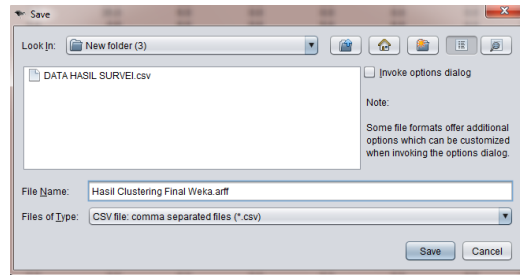 Save
Look In: New folder (3)
DATA HASIL SURVEI.csv
Invoke options dialog
Note:
Some file formats offer additional
options which can be customized
when invoking the options dialog.
File Name: Hasil Clustering Final Weka.arff
Files of Type: CSV file: comma separated files (*.csv)
Save Cancel